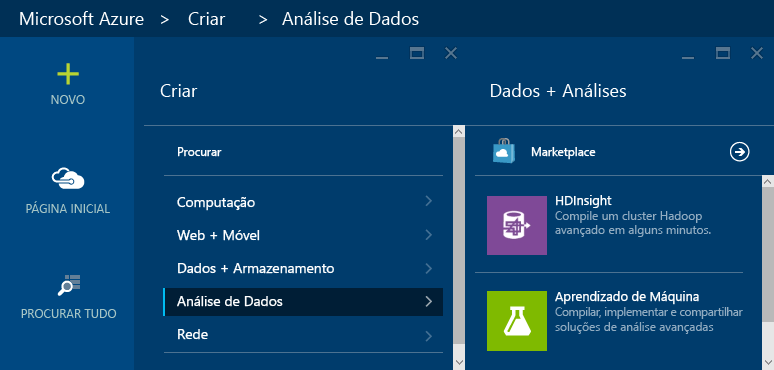 Microsoft Azure > Criar > Análise de Dados
NOVO
PÁGINA INICIAL
PROCURAR TUDO
Criar
Procurar
Computação
Web + Móvel
Dados + Armazenamento
Análise de Dados
Rede
Dados + Análises
Marketplace
HDInsight
Compile um cluster Hadoop
avançado em alguns minutos.
Aprendizado de Máquina
Compilar, implementar e compartilhar
soluções de análise avançadas